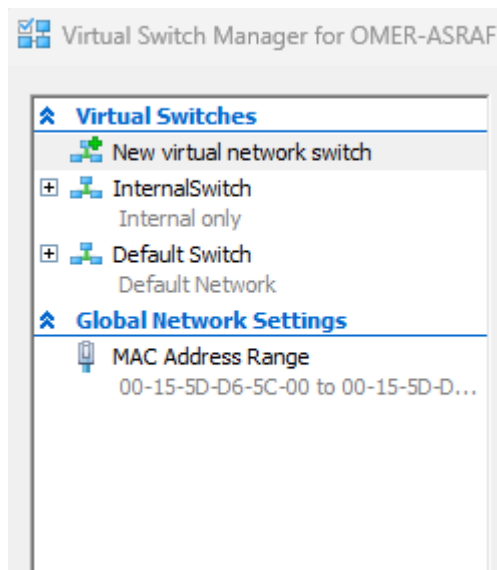 Virtual Switch Manager for OMER-ASRAF
Virtual Switches
New virtual network switch
InternalSwitch
Internal only
Default Switch
Default Network
Global Network Settings
MAC Address Range
00-15-5D-D6-5C-00 to 00-15-5D-D...